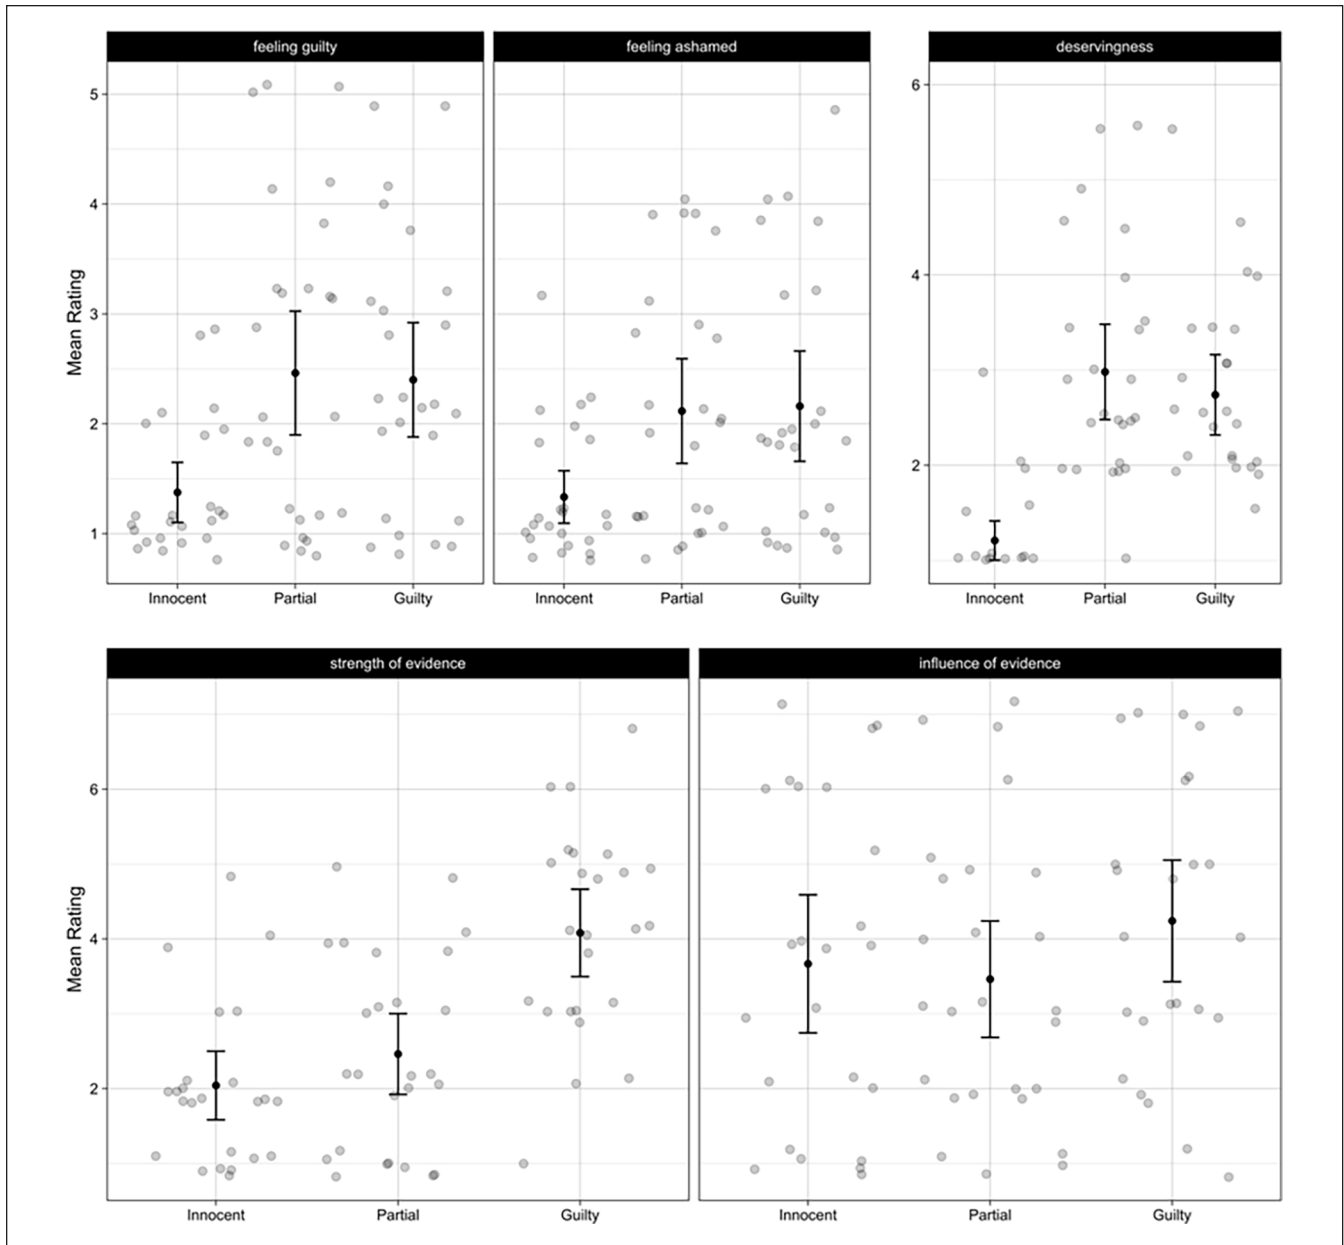 feeling guilty
feeling ashamed
deservingness
Mean Rating
5
4
3
2
1
6
4
2
Innocent Partial Guilty
Innocent Partial Guilty
Innocent Partial Guilty
strength of evidence
influence of evidence
Mean Rating
6
4
2
Innocent Partial Guilty
Innocent Partial Guilty